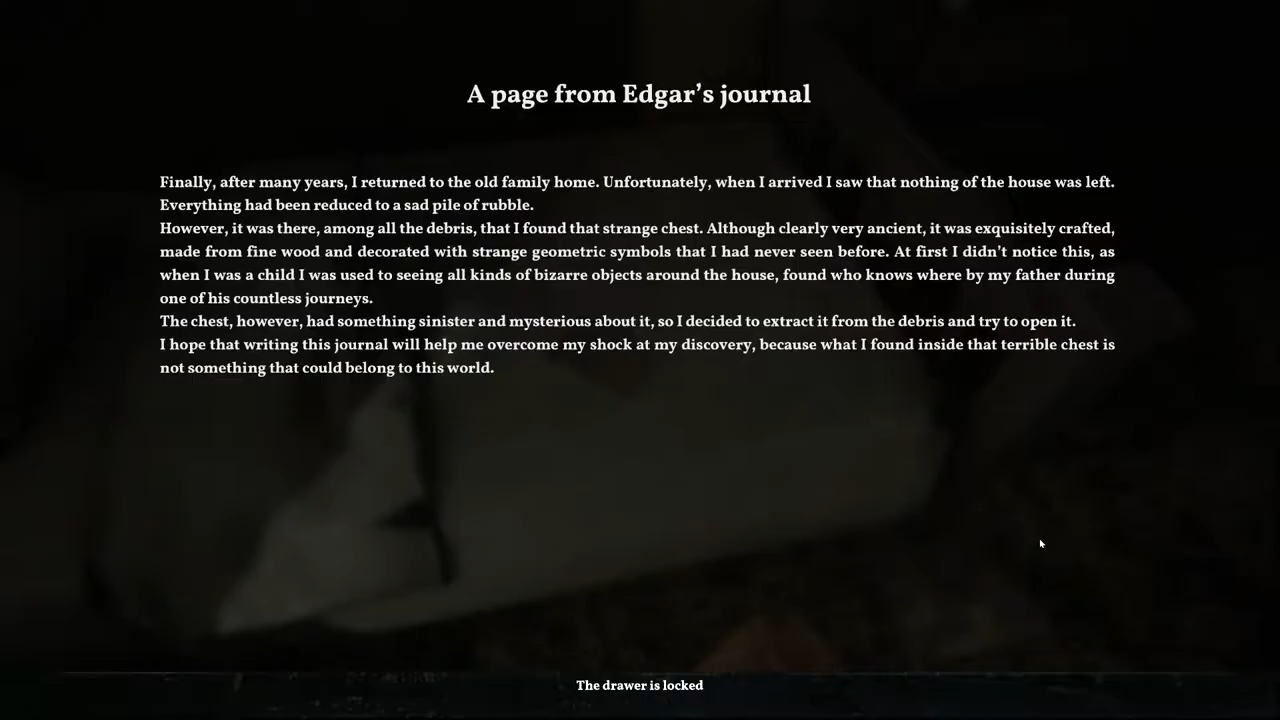 A page from Edgar’s journal
Finally, after many years, I returned to the old family home. Unfortunately, when I arrived I saw that nothing of the house was left.
Everything had been reduced to a sad pile of rubble.
However, it was there, among all the debris, that I found that strange chest. Although clearly very ancient, it was exquisitely crafted,
made from fine wood and decorated with strange geometric symbols that I had never seen before. At first I didn’t notice this, as
when I was a child I was used to seeing all kinds of bizarre objects around the house, found who knows where by my father during
one of his countless journeys.
The chest, however, had something sinister and mysterious about it, so I decided to extract it from the debris and try to open it.
I hope that writing this journal will help me overcome my shock at my discovery, because what I found inside that terrible chest is
not something that could belong to this world.
The drawer is locked